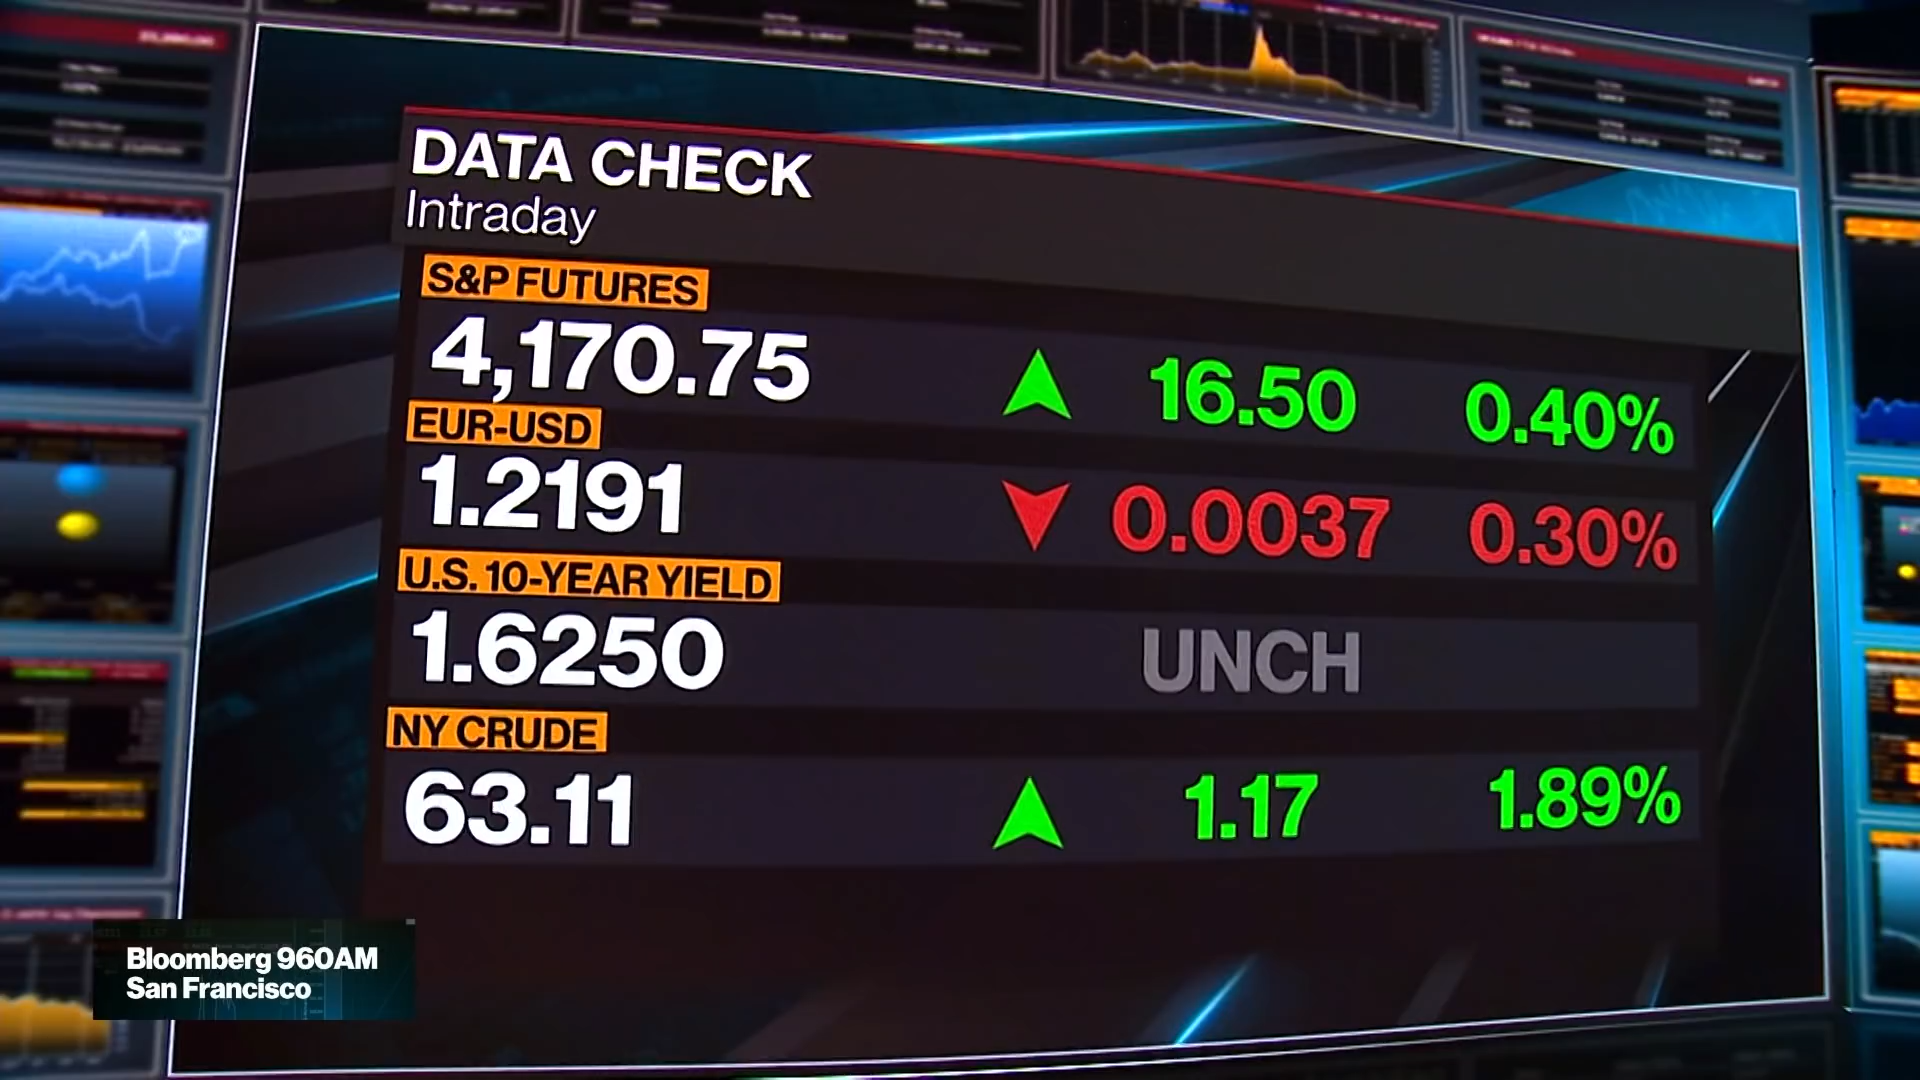 DATA CHECK
Intraday
S&P FUTURES
4,170.75 ▲ 16.50 0.40%
EUR-USD
1.2191 ▼ 0.0037 0.30%
U.S. 10-YEAR YIELD
1.6250 UNCH
NY CRUDE
63.11 ▲ 1.17 1.89%
Bloomberg 960AM
San Francisco